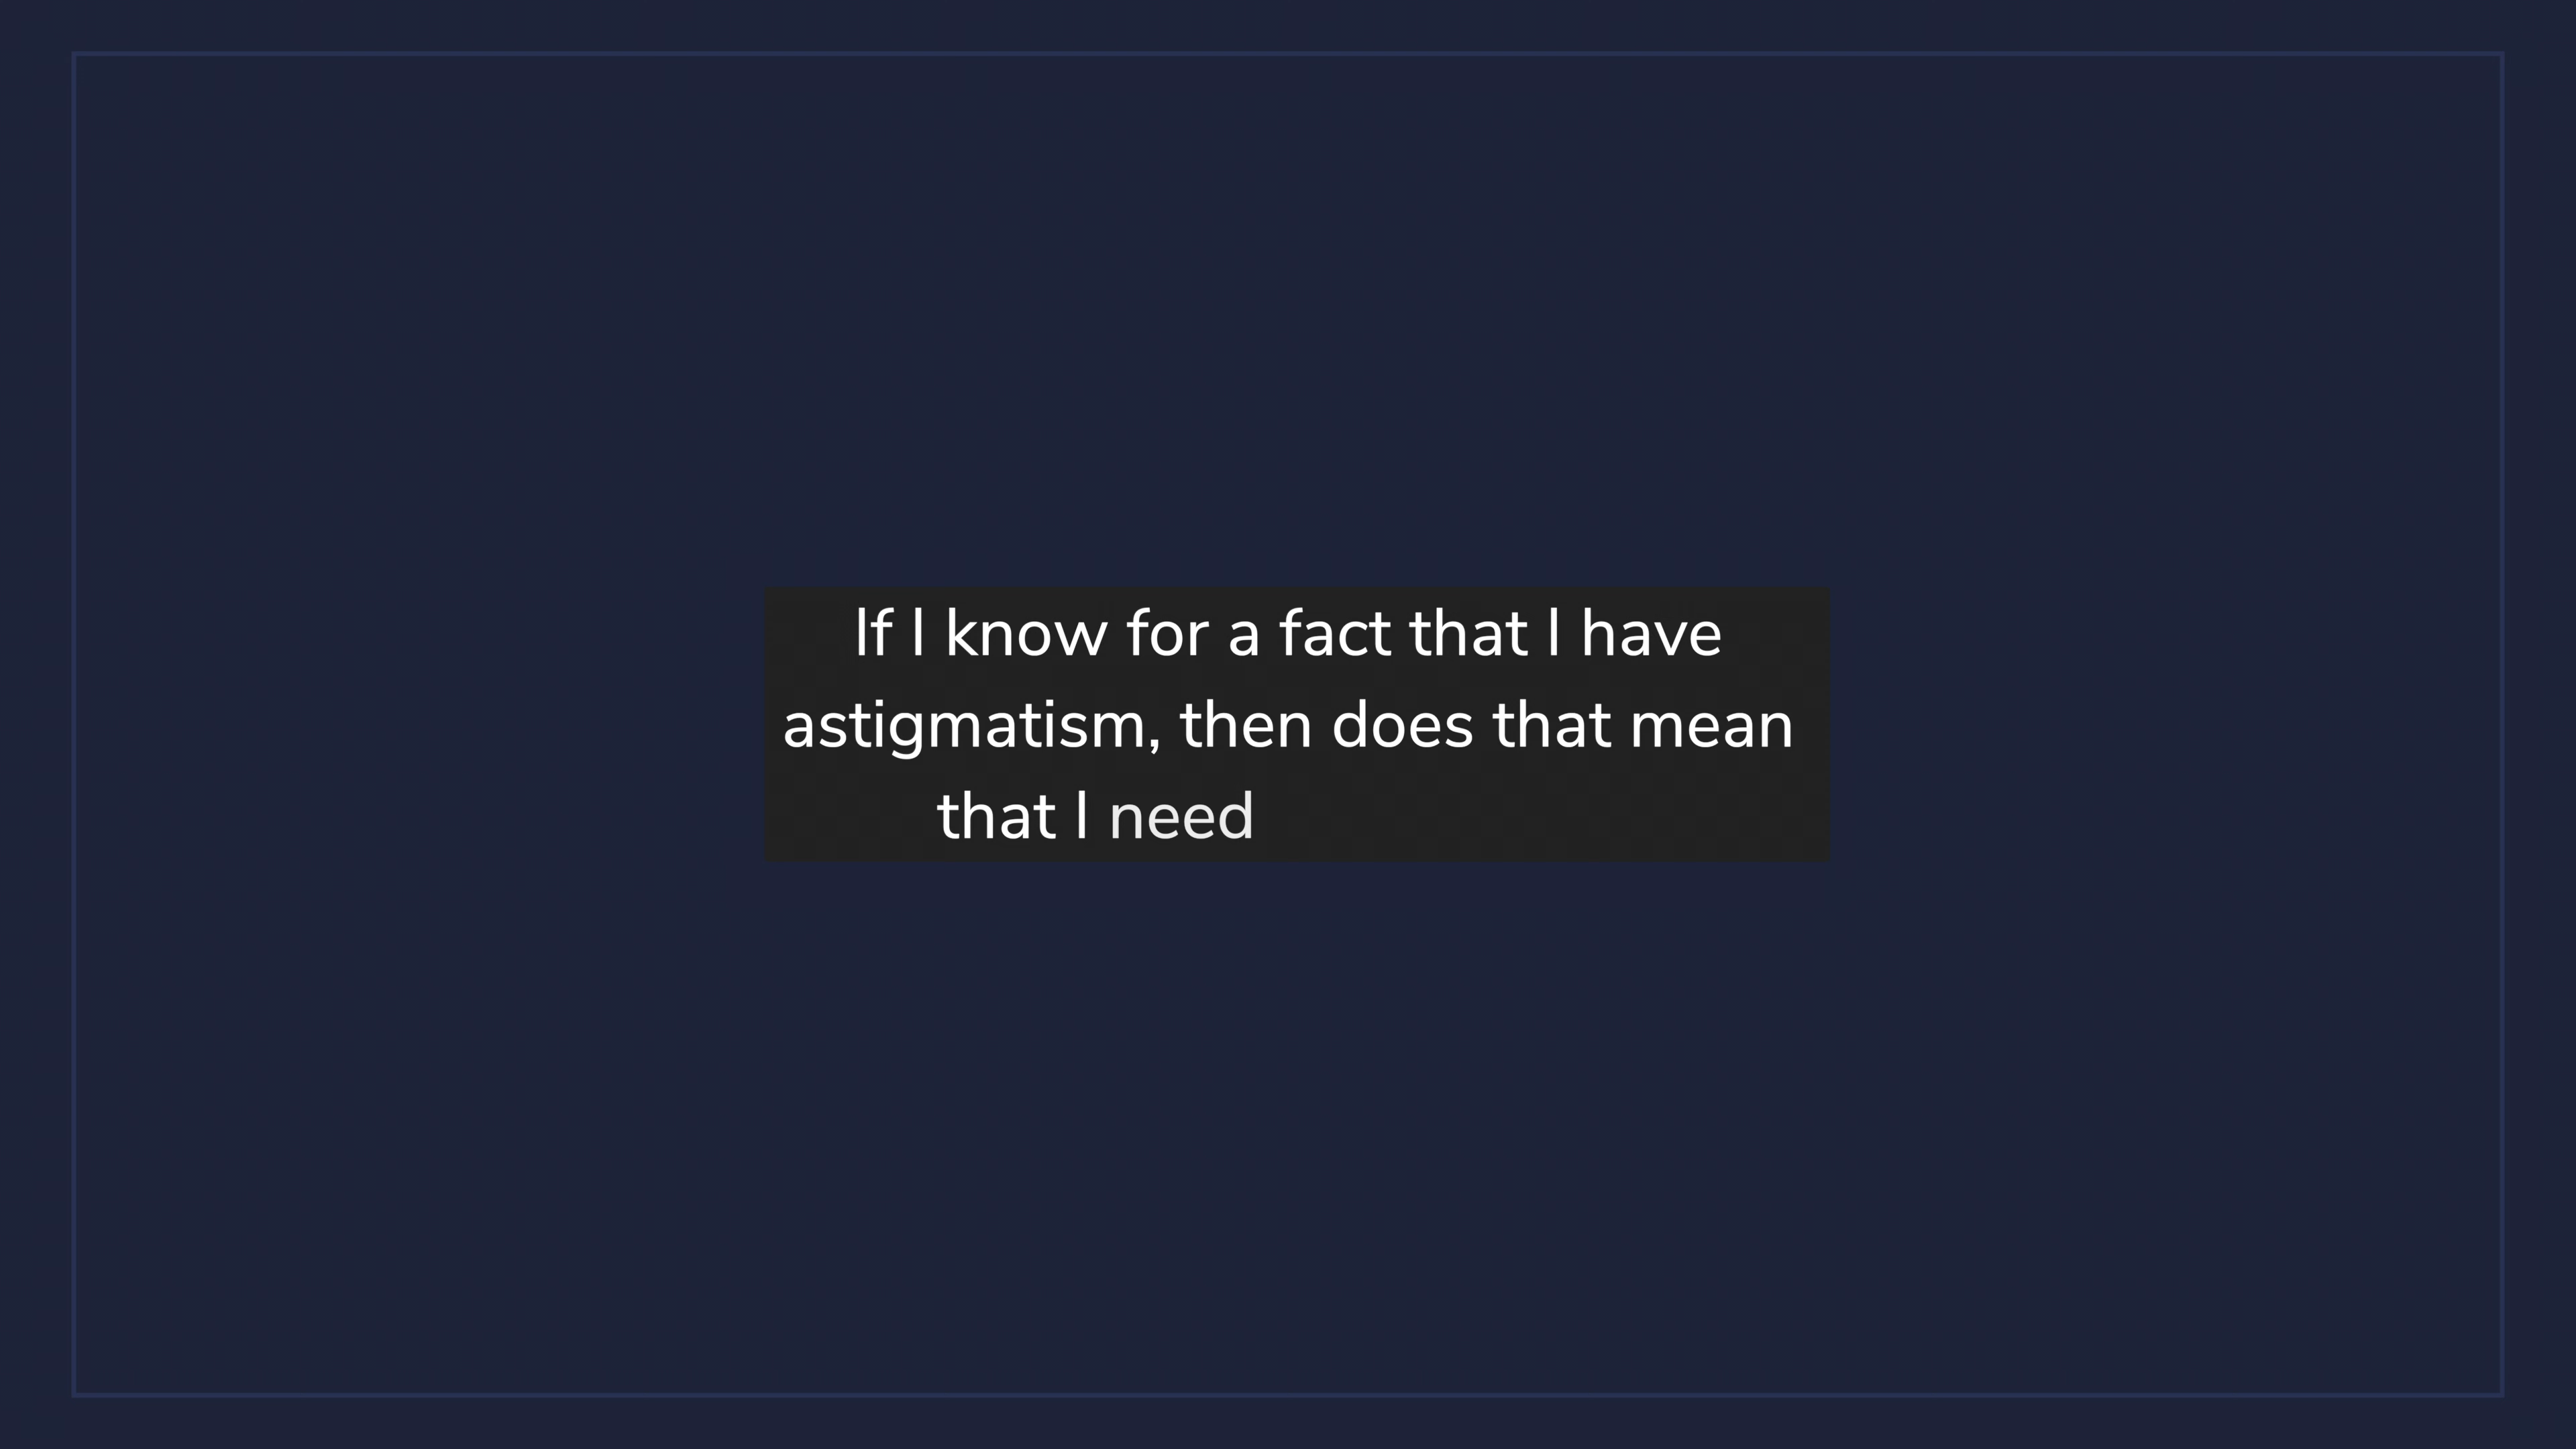 If I know for a fact that I have
astigmatism, then does that mean
that I need